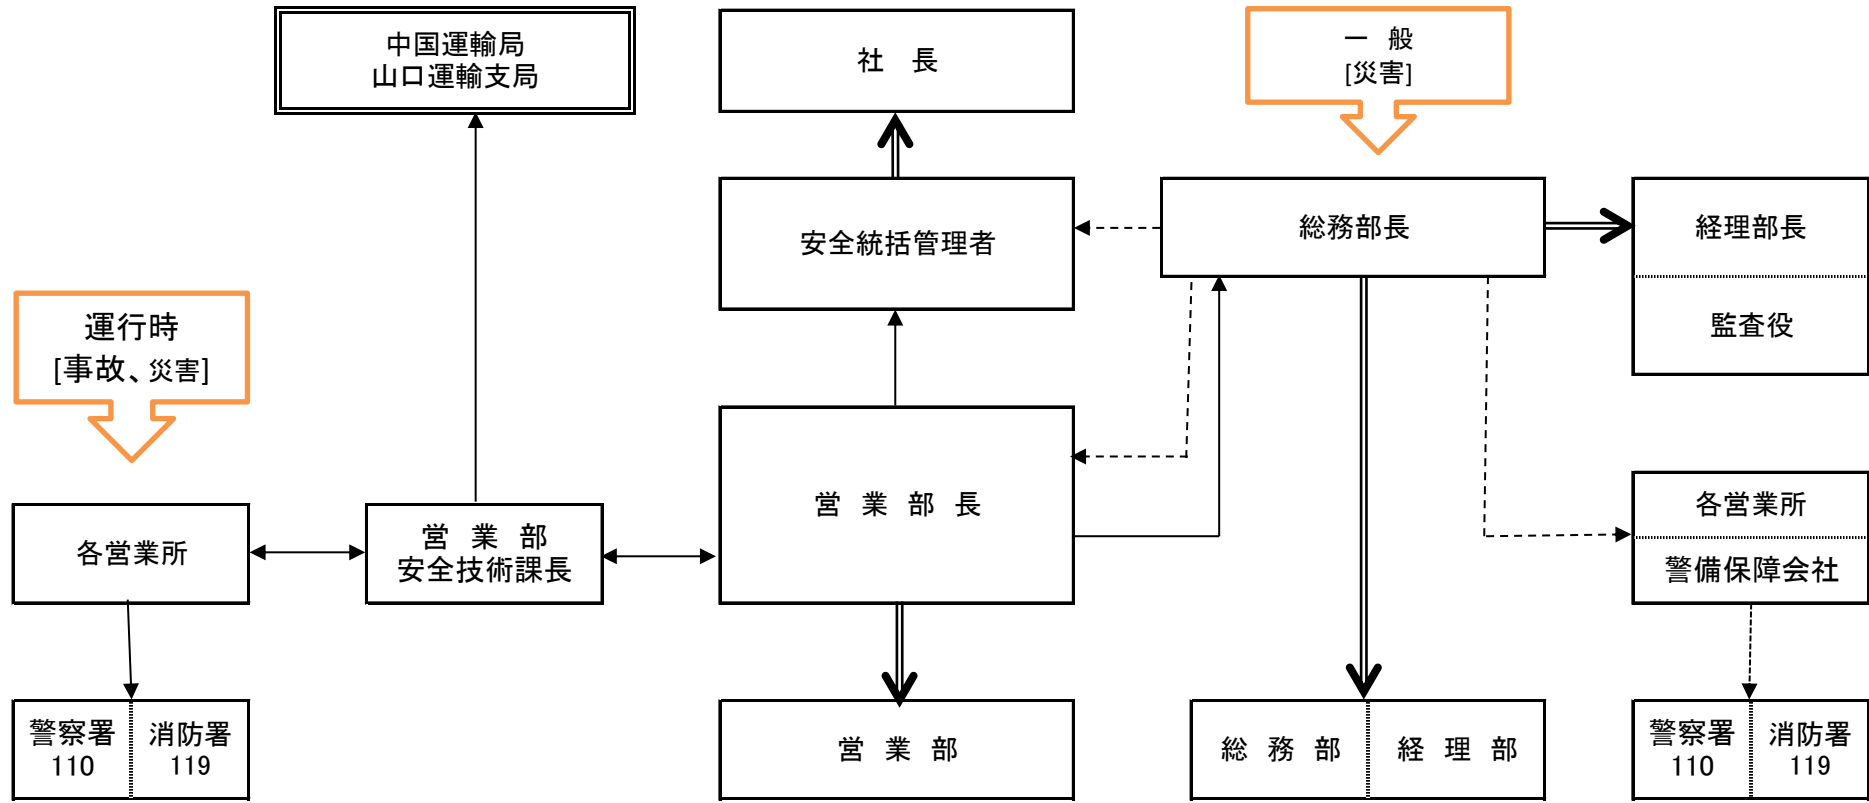 中国運輸局
山口運輸支局
社 長
一 般
[災害]
安全統括管理者
総務部長
経理部長
監査役
運行時
[事故、災害]
各営業所
営 業 部
安全技術課長
営 業 部 長
各営業所
警備保障会社
警察署
110
消防署
119
営 業 部
総 務 部
経 理 部
警察署
110
消防署
119